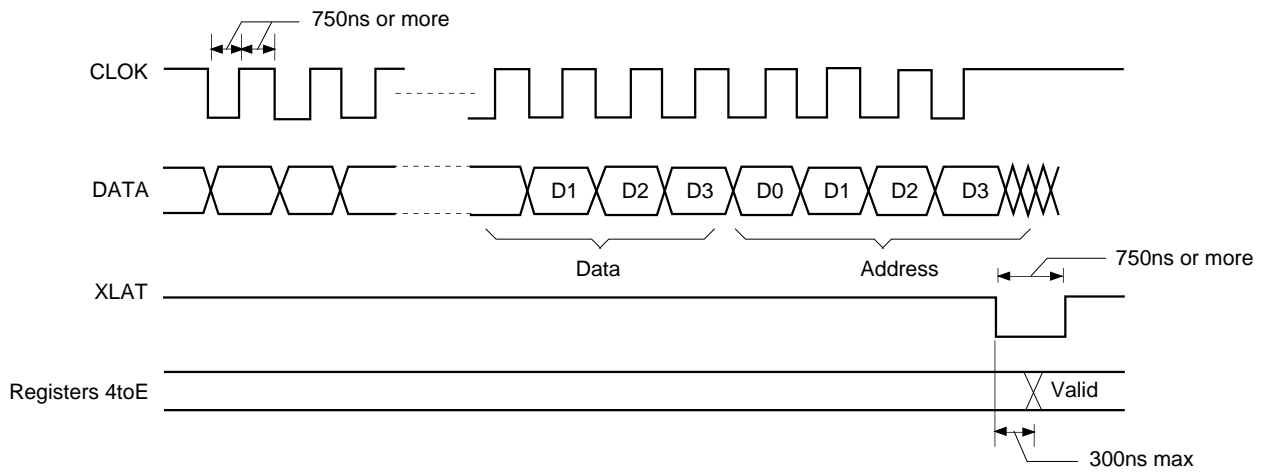 750ns or more
CLOK
DATA
D1 D2 D3 D0 D1 D2 D3
Data Address
750ns or more
XLAT
Registers 4toE
Valid
300ns max